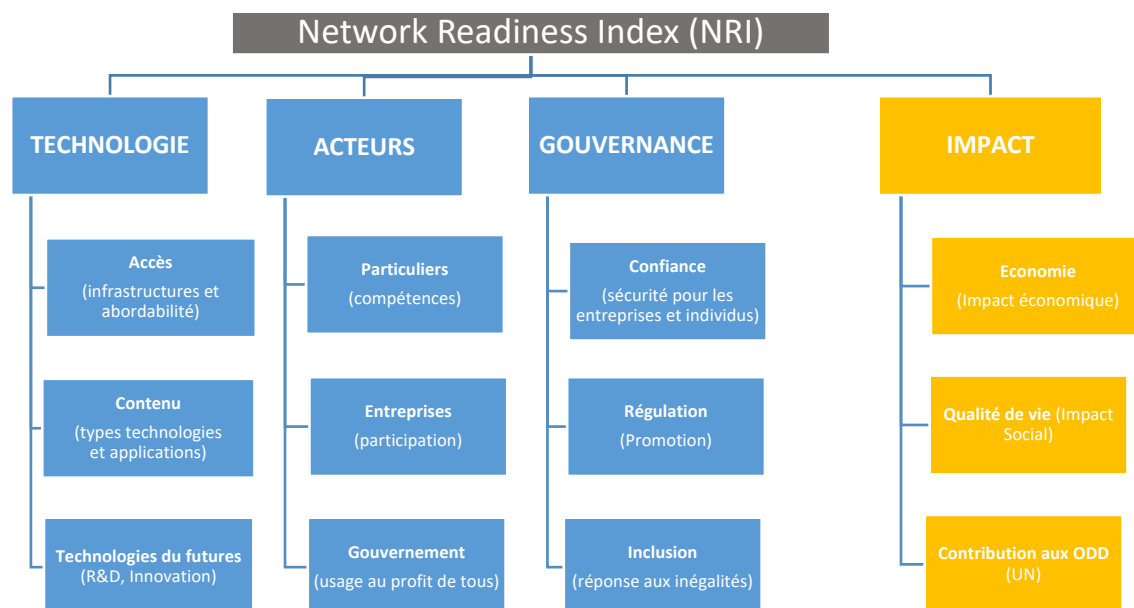 Network Readiness Index (NRI)
TECHNOLOGIE
Accès
(infrastructures et
abordabilité)
Contenu
(types technologies
et applications)
Technologies du futures
(R&D, Innovation)
ACTEURS
Particuliers
(compétences)
Entreprises
(participation)
Gouvernement
(usage au profit de tous)
GOUVERNANCE
Confiance
(sécurité pour les
entreprises et individus)
Régulation
(Promotion)
Inclusion
(réponse aux inégalités)
IMPACT
Economie
(Impact économique)
Qualité de vie (Impact
Social)
Contribution aux ODD
(UN)